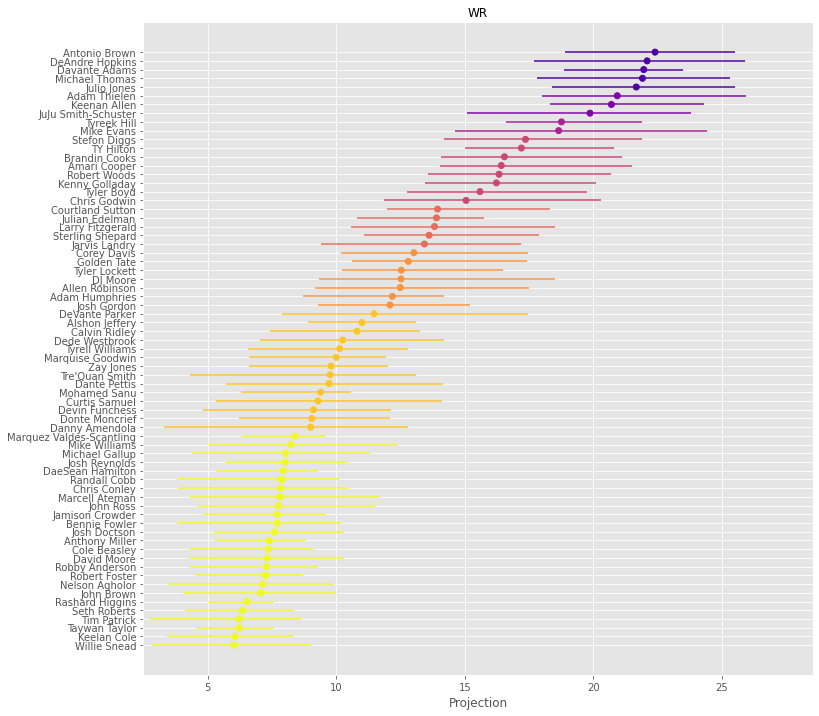 WR
Antonio Brown
DeAndre Hopkins
Davante Adams
Michael Thomas
Julio Jones
Adam Thielen
Keenan Allen
JuJu Smith-Schuster
Tyreek Hill
Mike Evans
Stefon Diggs
TY Hilton
Brandin Cooks
Amari Cooper
Robert Woods
Kenny Golladay
Tyler Boyd
Chris Godwin
Courtland Sutton
Julian Edelman
Larry Fitzgerald
Sterling Shepard
Jarvis Landry
Corey Davis
Golden Tate
Tyler Lockett
DJ Moore
Allen Robinson
Adam Humphries
Josh Gordon
DeVante Parker
Alshon Jeffery
Calvin Ridley
Dede Westbrook
Tyrell Williams
Marquise Goodwin
Zay Jones
Tre'Quan Smith
Dante Pettis
Mohamed Sanu
Curtis Samuel
Devin Funchess
Donte Moncrief
Danny Amendola
Marquez Valdes-Scantling
Mike Williams
Michael Gallup
Josh Reynolds
DaeSean Hamilton
Randall Cobb
Chris Conley
Marcell Ateman
John Ross
Jamison Crowder
Bennie Fowler
Josh Doctson
Anthony Miller
Cole Beasley
David Moore
Robby Anderson
Robert Foster
Nelson Agholor
John Brown
Rashard Higgins
Seth Roberts
Tim Patrick
Taywan Taylor
Keelan Cole
Willie Snead
5 10 15 20 25
Projection